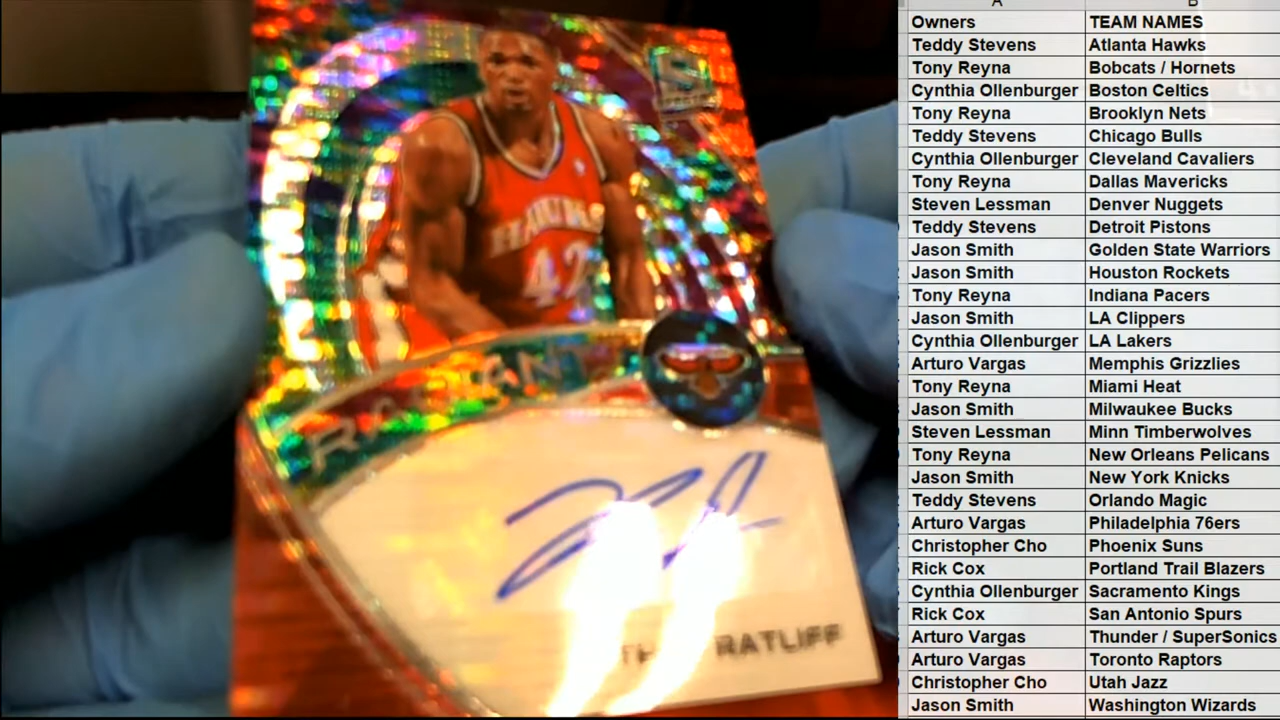 HAWKS
42
RADIANT
RATLIFF
A B
Owners TEAM NAMES
Teddy Stevens Atlanta Hawks
Tony Reyna Bobcats / Hornets
Cynthia Ollenburger Boston Celtics
Tony Reyna Brooklyn Nets
Teddy Stevens Chicago Bulls
Cynthia Ollenburger Cleveland Cavaliers
Tony Reyna Dallas Mavericks
Steven Lessman Denver Nuggets
Teddy Stevens Detroit Pistons
Jason Smith Golden State Warriors
Jason Smith Houston Rockets
Tony Reyna Indiana Pacers
Jason Smith LA Clippers
Cynthia Ollenburger LA Lakers
Arturo Vargas Memphis Grizzlies
Tony Reyna Miami Heat
Jason Smith Milwaukee Bucks
Steven Lessman Minn Timberwolves
Tony Reyna New Orleans Pelicans
Jason Smith New York Knicks
Teddy Stevens Orlando Magic
Arturo Vargas Philadelphia 76ers
Christopher Cho Phoenix Suns
Rick Cox Portland Trail Blazers
Cynthia Ollenburger Sacramento Kings
Rick Cox San Antonio Spurs
Arturo Vargas Thunder / SuperSonics
Arturo Vargas Toronto Raptors
Christopher Cho Utah Jazz
Jason Smith Washington Wizards